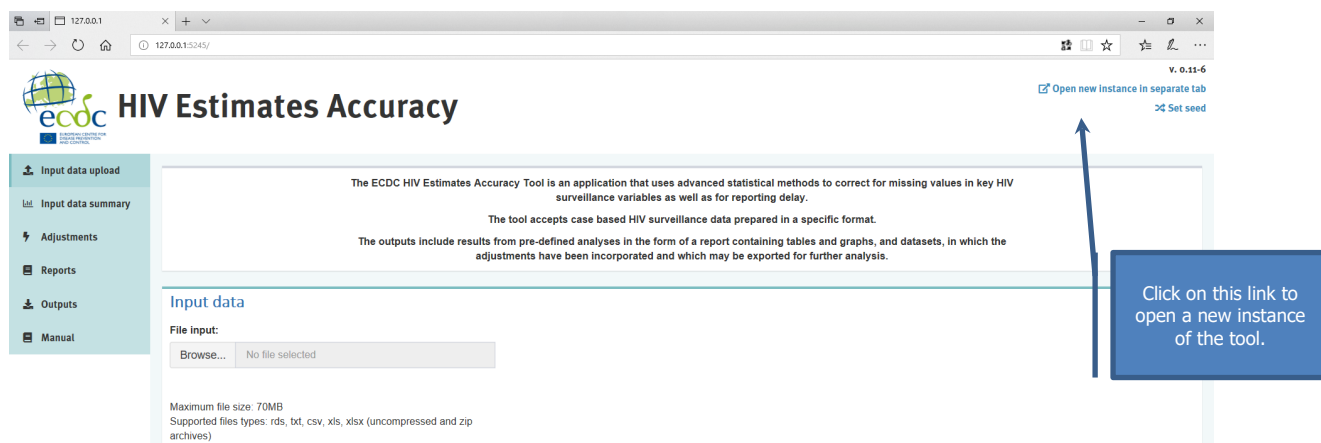 127.0.0.1
127.0.0.1:5245/
v. 0.11-6
Open new instance in separate tab
Set seed
ecdc
EUROPEAN CENTRE FOR
DISEASE PREVENTION
AND CONTROL
HIV Estimates Accuracy
Input data upload
Input data summary
Adjustments
Reports
Outputs
Manual
The ECDC HIV Estimates Accuracy Tool is an application that uses advanced statistical methods to correct for missing values in key HIV
surveillance variables as well as for reporting delay.
The tool accepts case based HIV surveillance data prepared in a specific format.
The outputs include results from pre-defined analyses in the form of a report containing tables and graphs, and datasets, in which the
adjustments have been incorporated and which may be exported for further analysis.
Input data
File input:
Browse... No file selected
Maximum file size: 70MB
Supported files types: rds, txt, csv, xls, xlsx (uncompressed and zip
archives)
Click on this link to
open a new instance
of the tool.